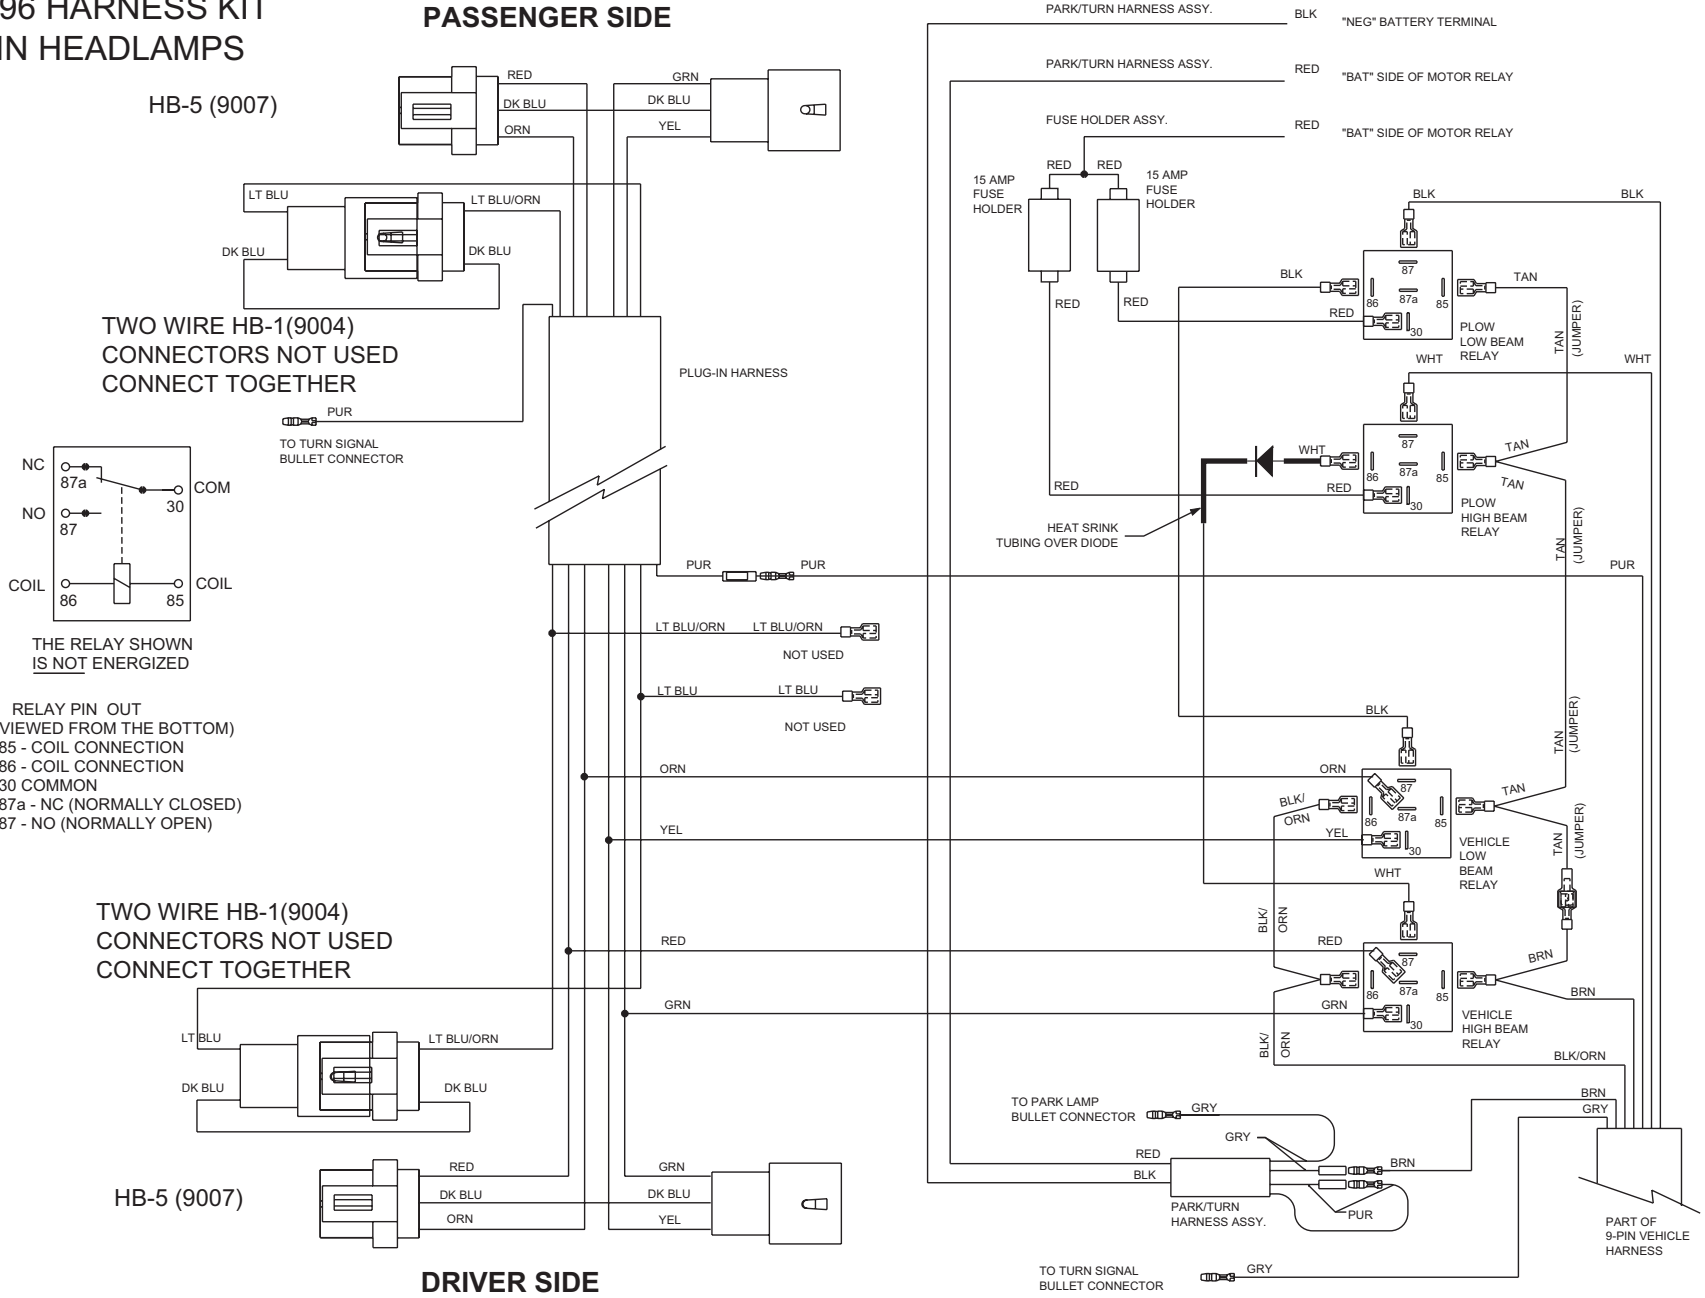 96 HARNESS KIT
IN HEADLAMPS
PASSENGER SIDE
HB-5 (9007)
RED
DK BLU
ORN
GRN
DK BLU
YEL
LT BLU
LT BLU/ORN
DK BLU
DK BLU
TWO WIRE HB-1(9004)
CONNECTORS NOT USED
CONNECT TOGETHER
PUR
TO TURN SIGNAL
BULLET CONNECTOR
PLUG-IN HARNESS
NC
87a
COM
30
NO
87
COIL
86
85
COIL
THE RELAY SHOWN
IS NOT ENERGIZED
RELAY PIN OUT
VIEWED FROM THE BOTTOM)
85 - COIL CONNECTION
86 - COIL CONNECTION
30 COMMON
87a - NC (NORMALLY CLOSED)
87 - NO (NORMALLY OPEN)
PUR
PUR
PUR
LT BLU/ORN
LT BLU/ORN
NOT USED
LT BLU
LT BLU
NOT USED
ORN
ORN
YEL
YEL
RED
RED
GRN
GRN
TWO WIRE HB-1(9004)
CONNECTORS NOT USED
CONNECT TOGETHER
LT BLU
LT BLU/ORN
DK BLU
DK BLU
HB-5 (9007)
RED
DK BLU
ORN
GRN
DK BLU
YEL
DRIVER SIDE
PARK/TURN HARNESS ASSY.
BLK
"NEG" BATTERY TERMINAL
PARK/TURN HARNESS ASSY.
RED
"BAT" SIDE OF MOTOR RELAY
FUSE HOLDER ASSY.
RED
"BAT" SIDE OF MOTOR RELAY
RED
RED
15 AMP
FUSE
HOLDER
15 AMP
FUSE
HOLDER
RED
RED
BLK
BLK
BLK
87
86
87a
85
30
TAN
RED
PLOW
LOW BEAM
RELAY
TAN
(JUMPER)
WHT
WHT
WHT
87
86
87a
85
30
TAN
TAN
RED
RED
PLOW
HIGH BEAM
RELAY
HEAT SRINK
TUBING OVER DIODE
TAN
(JUMPER)
BLK
87
86
87a
85
30
BLK/
ORN
TAN
TAN
(JUMPER)
VEHICLE
LOW
BEAM
RELAY
TAN
(JUMPER)
WHT
BLK/
ORN
87
86
87a
85
30
BRN
BRN
VEHICLE
HIGH BEAM
RELAY
BLK/
ORN
BLK/ORN
BRN
GRY
TO PARK LAMP
BULLET CONNECTOR
GRY
GRY
RED
BLK
BRN
PUR
PARK/TURN
HARNESS ASSY.
TO TURN SIGNAL
BULLET CONNECTOR
GRY
PART OF
9-PIN VEHICLE
HARNESS